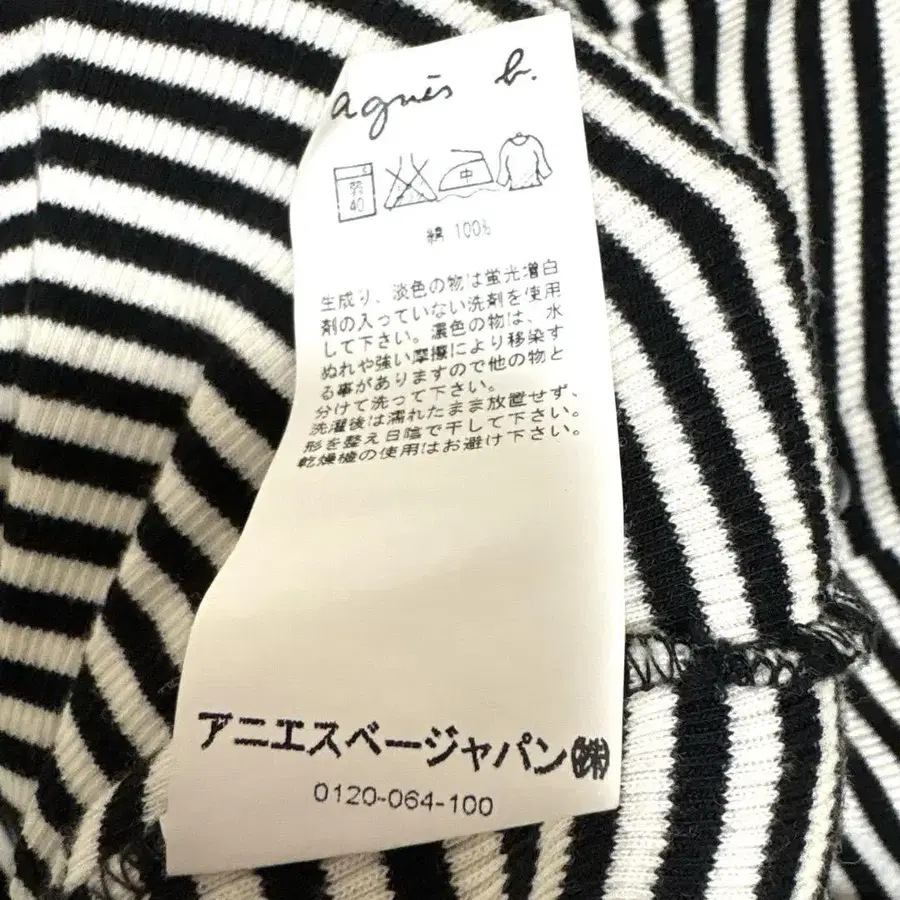 agnès b.
弱
40
中
綿 100%
生成り、淡色の物は蛍光増白
剤の入っていない洗剤を使用
して下さい。濃色の物は、水
ぬれや強い摩擦により移染す
る事がありますので他の物と
分けて洗って下さい。
洗濯後は濡れたまま放置せず、
形を整え日陰で干して下さい。
乾燥機の使用はお避け下さい。
アニエスベージャパン㈱
0120-064-100